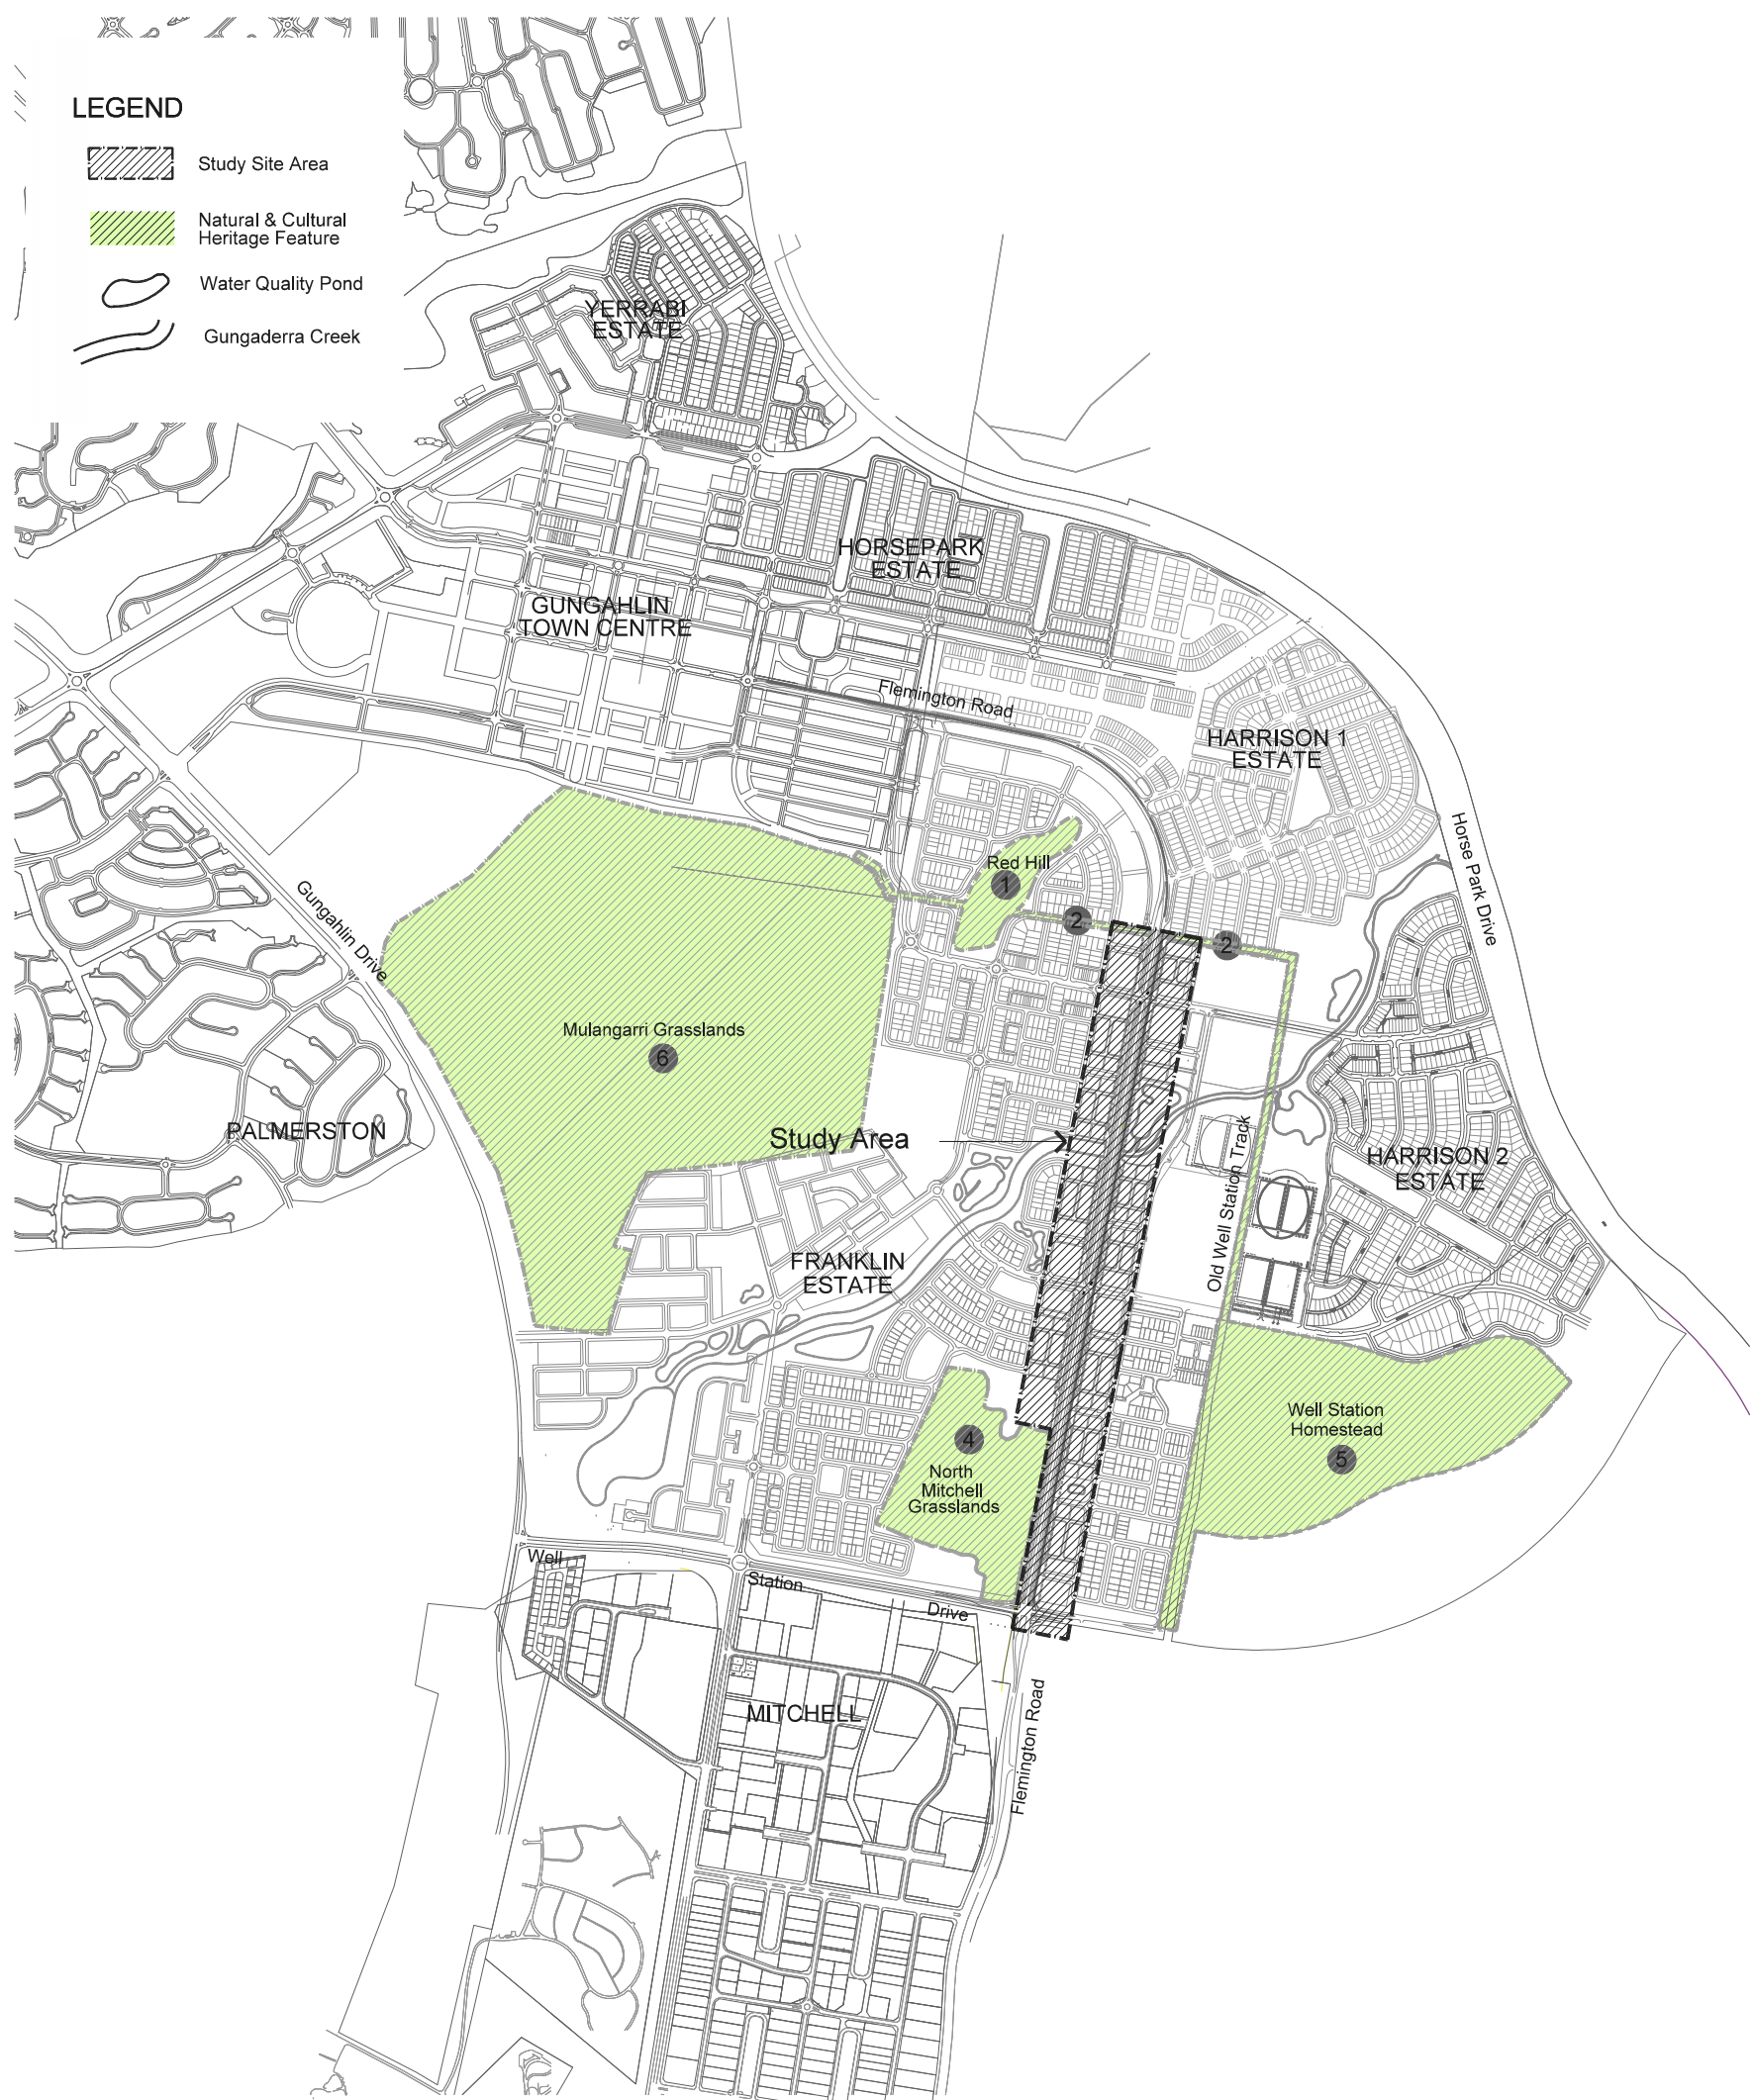 LEGEND
Study Site Area
Natural & Cultural
Heritage Feature
Water Quality Pond
Gungaderra Creek
YERRABI
ESTATE
HORSEPARK
ESTATE
GUNGAHLIN
TOWN CENTRE
Flemington Road
HARRISON 1
ESTATE
Horse Park Drive
Red Hill
1
2
2
Gungahlin Drive
Mulangarri Grasslands
6
PALMERSTON
Study Area
Old Well Station Track
HARRISON 2
ESTATE
FRANKLIN
ESTATE
Well Station
Homestead
5
4
North
Mitchell
Grasslands
Well
Station
Drive
MITCHELL
Flemington Road